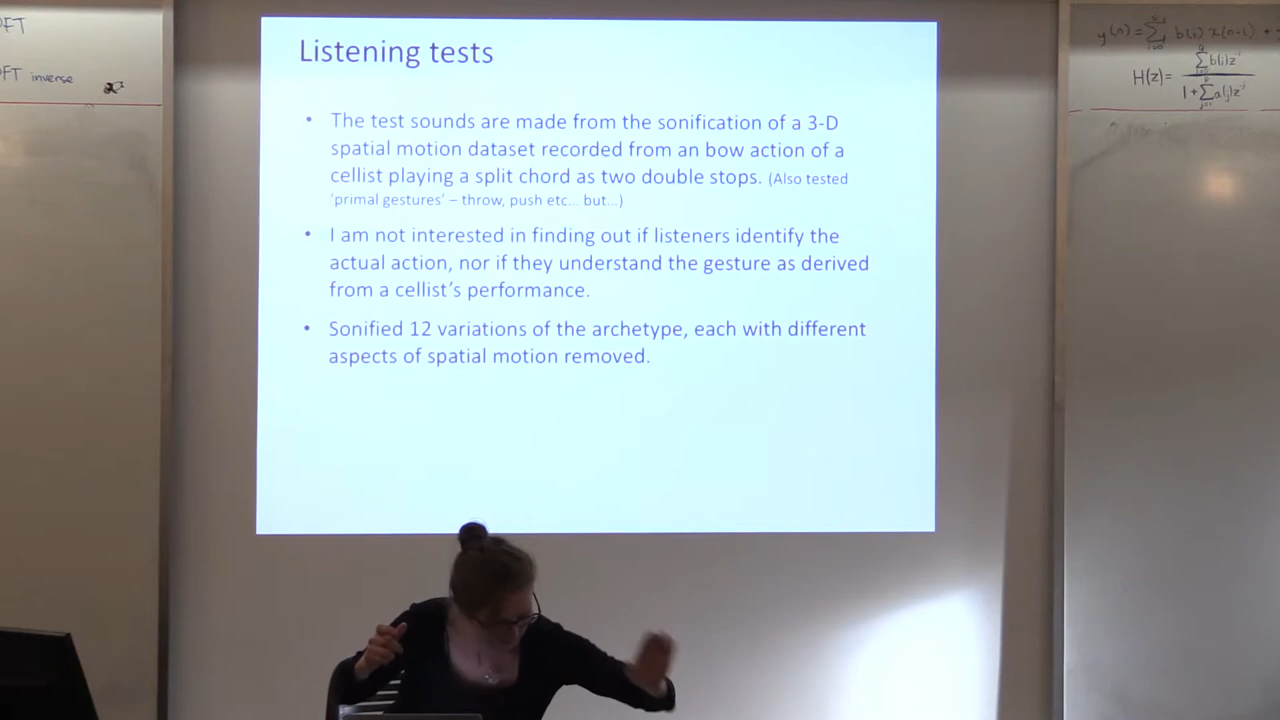 Listening tests
• The test sounds are made from the sonification of a 3-D
spatial motion dataset recorded from an bow action of a
cellist playing a split chord as two double stops. (Also tested
‘primal gestures’ – throw, push etc... but...)
• I am not interested in finding out if listeners identify the
actual action, nor if they understand the gesture as derived
from a cellist’s performance.
• Sonified 12 variations of the archetype, each with different
aspects of spatial motion removed.
inverse
y(n)=
H(z)=